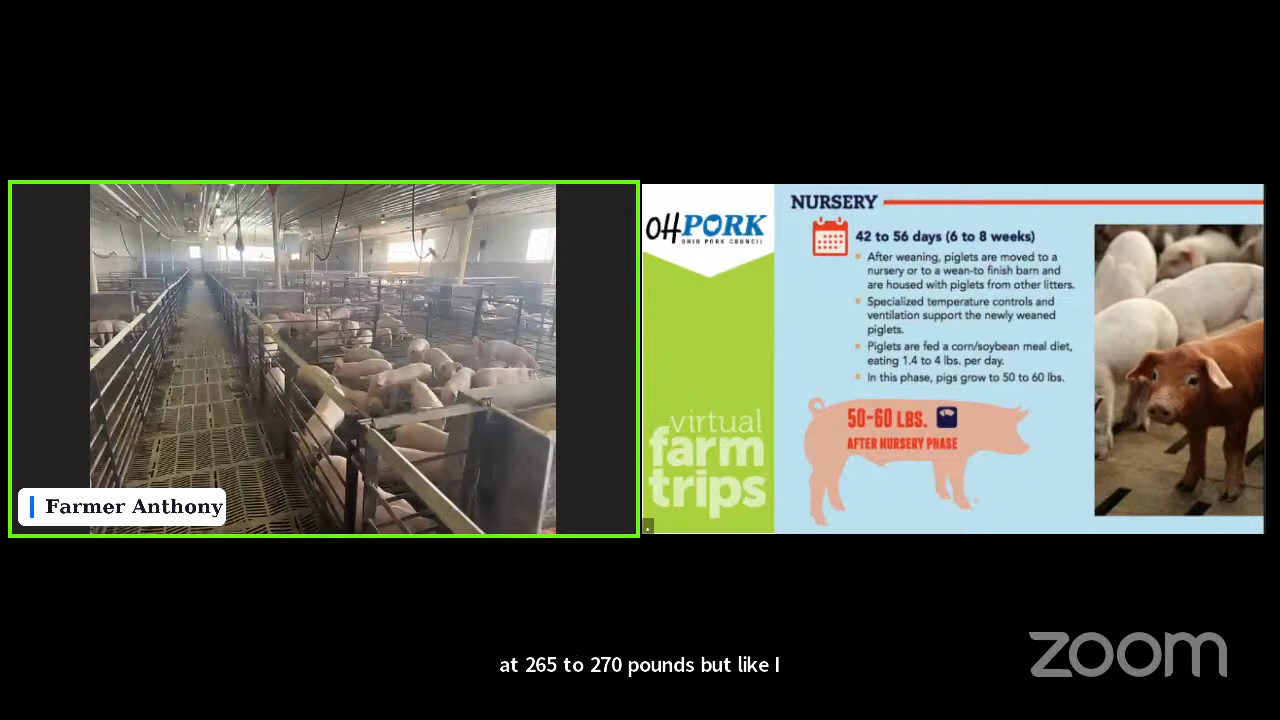 Farmer Anthony
OHPORK
OHIO PORK COUNCIL
virtual
farm
trips
NURSERY
42 to 56 days (6 to 8 weeks)
After weaning, piglets are moved to a
nursery or to a wean-to finish barn and
are housed with piglets from other litters.
Specialized temperature controls and
ventilation support the newly weaned
piglets.
Piglets are fed a corn/soybean meal diet,
eating 1.4 to 4 lbs. per day.
In this phase, pigs grow to 50 to 60 lbs.
50-60 LBS.
AFTER NURSERY PHASE
at 265 to 270 pounds but like I
zoom